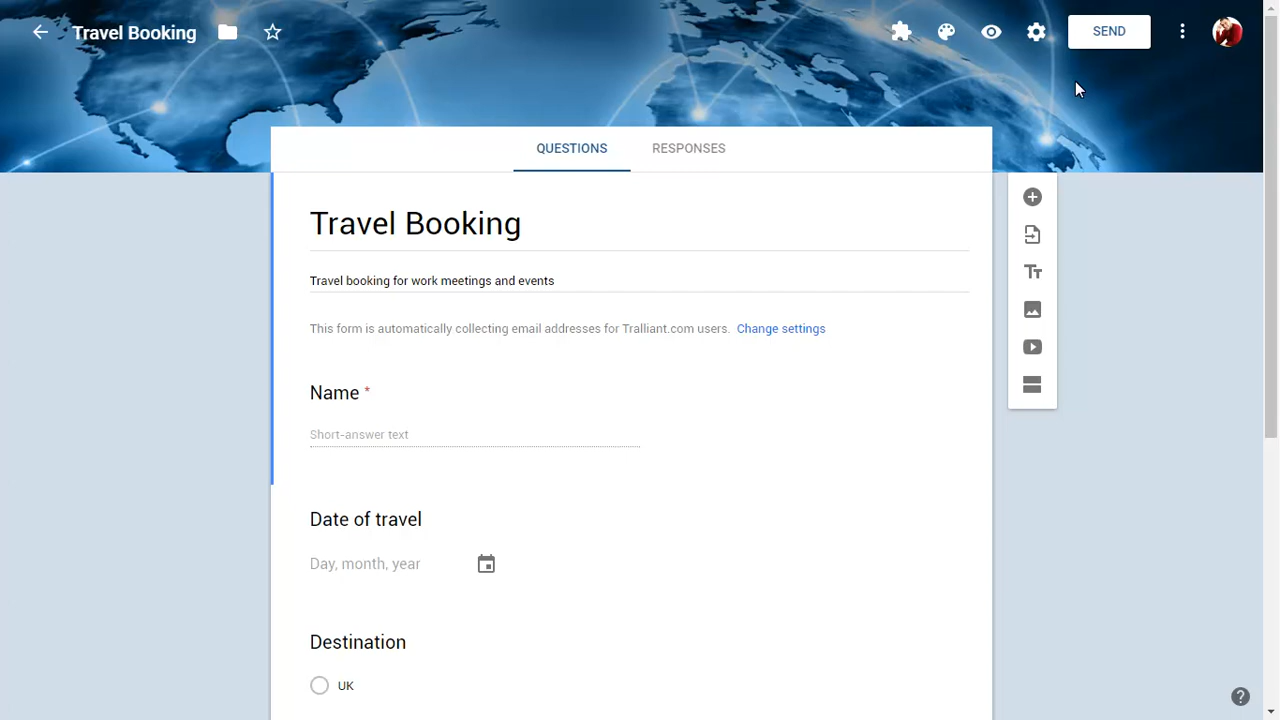 Travel Booking
SEND
QUESTIONS
RESPONSES
Travel Booking
Travel booking for work meetings and events
This form is automatically collecting email addresses for Tralliant.com users. Change settings
Name *
Short-answer text
Date of travel
Day, month, year
Destination
UK